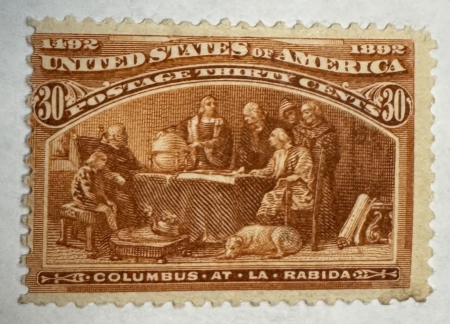 1492 1892
UNITED STATES OF AMERICA
POSTAGE THIRTY CENTS
30 30
COLUMBUS · AT · LA · RABIDA